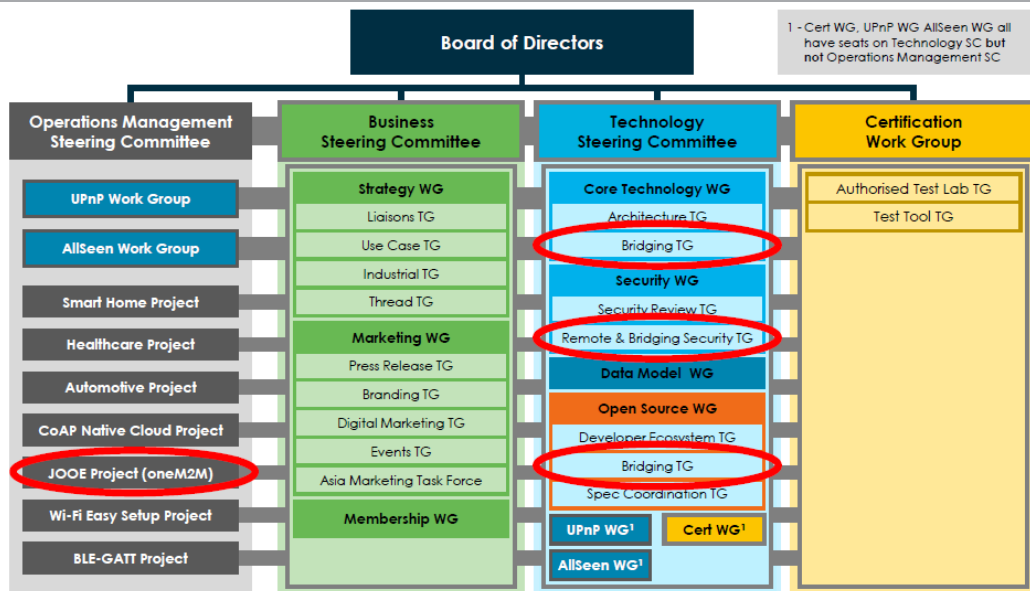 Board of Directors
1 - Cert WG, UPnP WG AllSeen WG all
have seats on Technology SC but
not Operations Management SC
Operations Management
Steering Committee
UPnP Work Group
AllSeen Work Group
Smart Home Project
Healthcare Project
Automotive Project
CoAP Native Cloud Project
JOOE Project (oneM2M)
Wi-Fi Easy Setup Project
BLE-GATT Project
Business
Steering Committee
Strategy WG
Liaisons TG
Use Case TG
Industrial TG
Thread TG
Marketing WG
Press Release TG
Branding TG
Digital Marketing TG
Events TG
Asia Marketing Task Force
Membership WG
Technology
Steering Committee
Core Technology WG
Architecture TG
Bridging TG
Security WG
Security Review TG
Remote & Bridging Security TG
Data Model WG
Open Source WG
Developer Ecosystem TG
Bridging TG
Spec Coordination TG
UPnP WG¹
Cert WG¹
AllSeen WG¹
Certification
Work Group
Authorised Test Lab TG
Test Tool TG